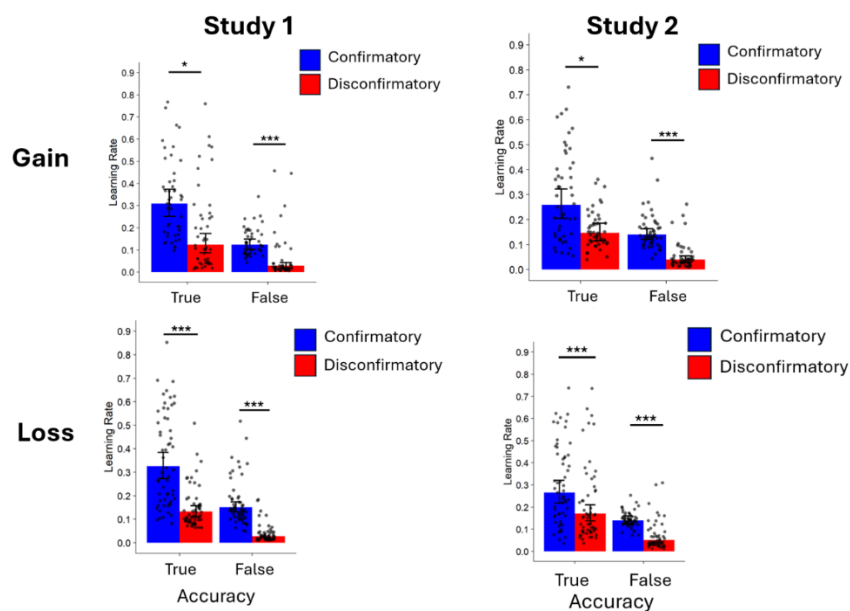 Study 1
Study 2
Gain
Confirmatory
Disconfirmatory
Learning Rate
0.9
0.8
0.7
0.6
0.5
0.4
0.3
0.2
0.1
0.0
*
***
True
False
Confirmatory
Disconfirmatory
Learning Rate
0.9
0.8
0.7
0.6
0.5
0.4
0.3
0.2
0.1
0.0
*
***
True
False
Loss
Confirmatory
Disconfirmatory
Learning Rate
0.9
0.8
0.7
0.6
0.5
0.4
0.3
0.2
0.1
0.0
***
***
True
False
Accuracy
Confirmatory
Disconfirmatory
Learning Rate
0.9
0.8
0.7
0.6
0.5
0.4
0.3
0.2
0.1
0.0
***
***
True
False
Accuracy